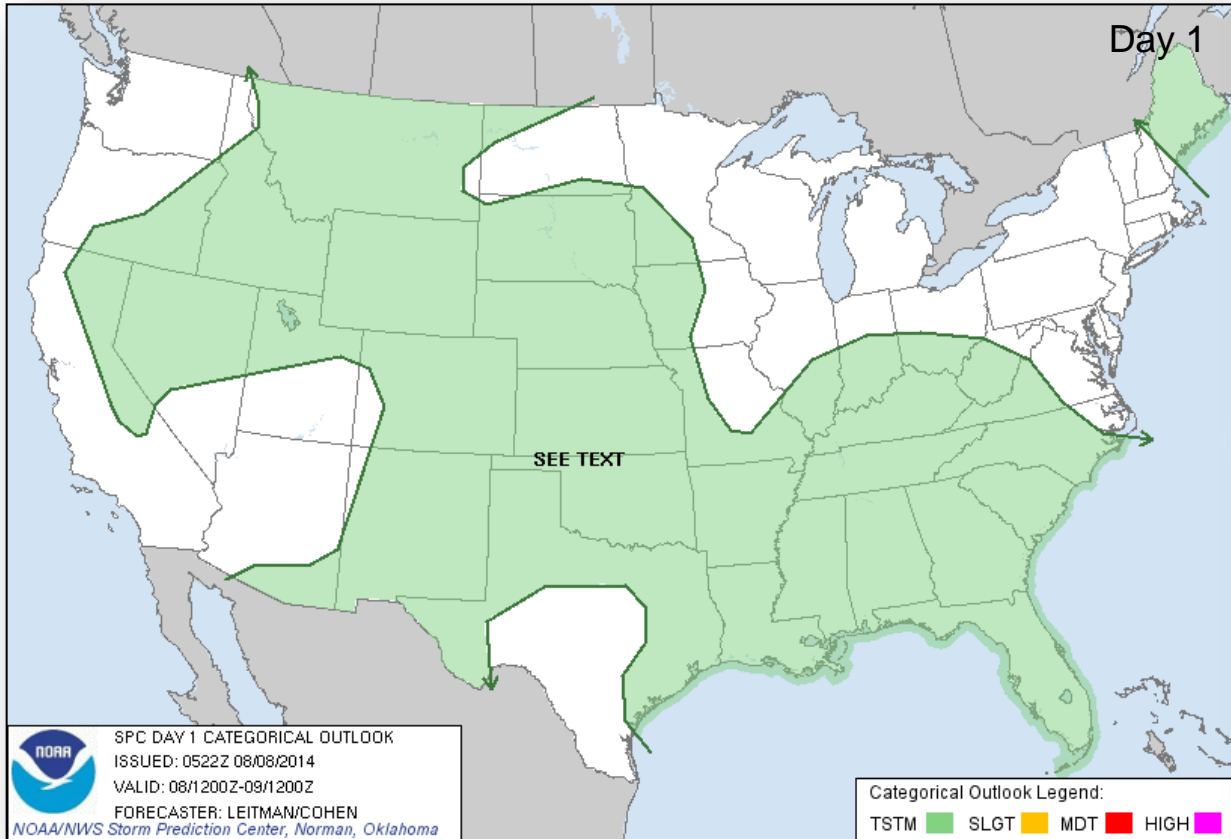 Day 1
SEE TEXT
NOAA
SPC DAY 1 CATEGORICAL OUTLOOK
ISSUED: 0522Z 08/08/2014
VALID: 08/1200Z-09/1200Z
FORECASTER: LEITMAN/COHEN
NOAA/NWS Storm Prediction Center, Norman, Oklahoma
Categorical Outlook Legend:
TSTM SLGT MDT HIGH